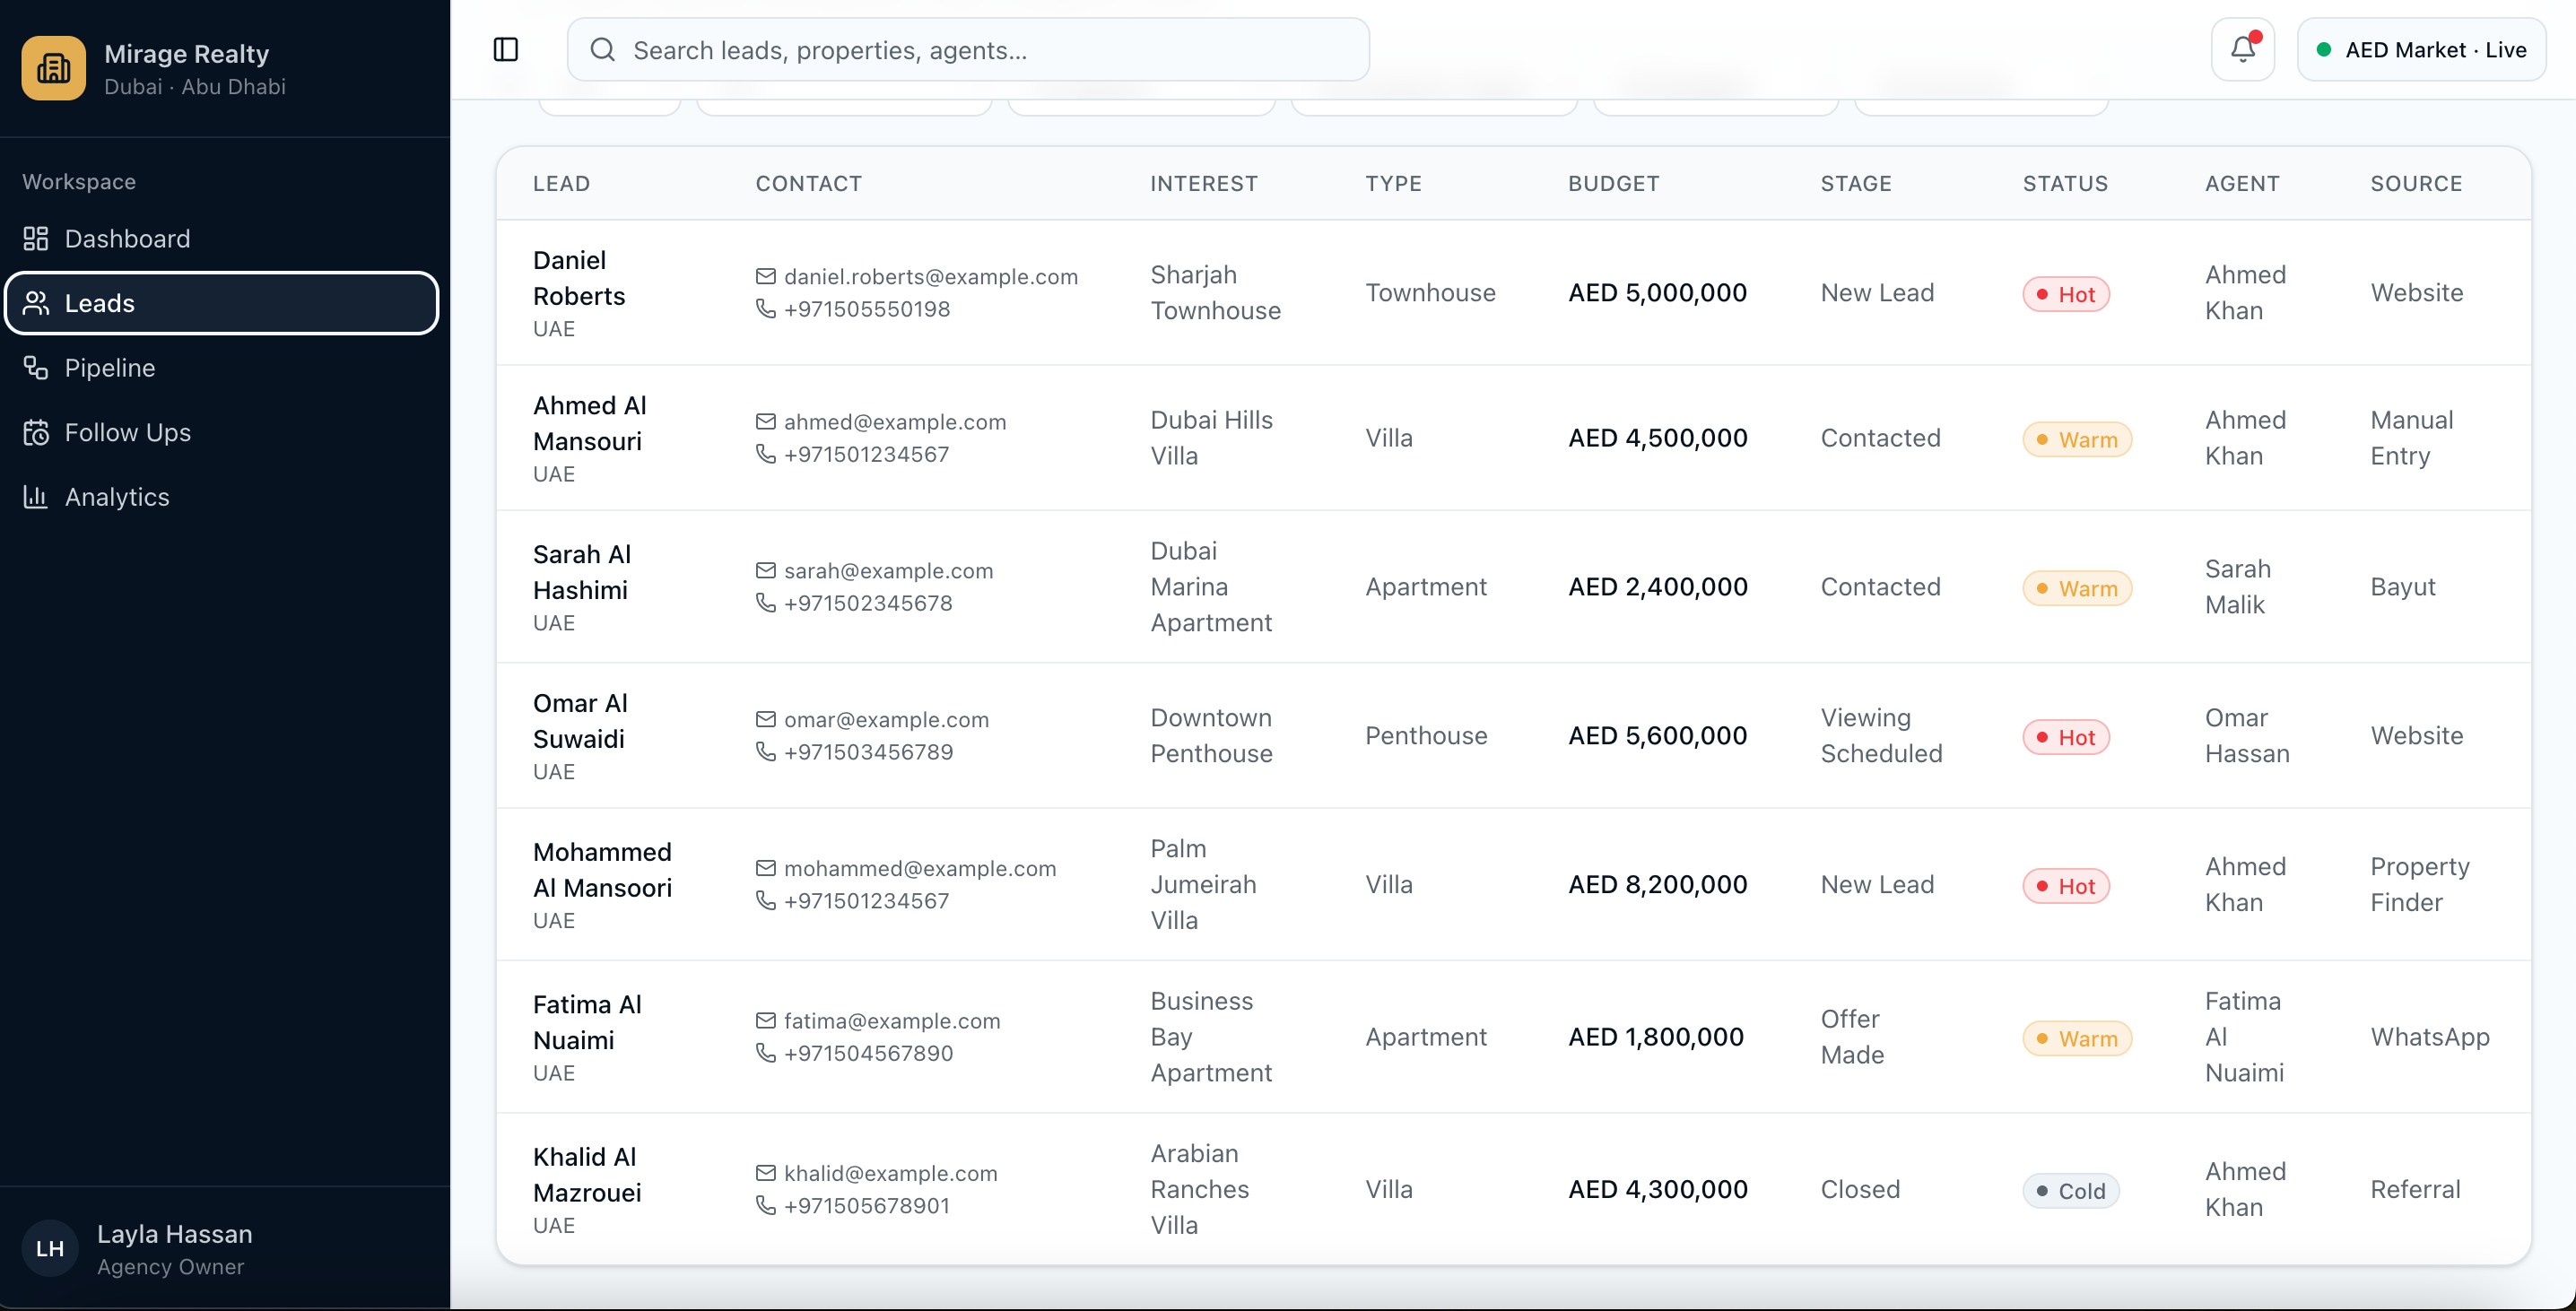 Mirage Realty
Dubai · Abu Dhabi
Workspace
Dashboard
Leads
Pipeline
Follow Ups
Analytics
LH
Layla Hassan
Agency Owner
Search leads, properties, agents...
AED Market · Live
LEAD CONTACT INTEREST TYPE BUDGET STAGE STATUS AGENT SOURCE
Daniel
Roberts
UAE
daniel.roberts@example.com
+971505550198
Sharjah
Townhouse
Townhouse
AED 5,000,000
New Lead
Hot
Ahmed
Khan
Website
Ahmed Al
Mansouri
UAE
ahmed@example.com
+971501234567
Dubai Hills
Villa
Villa
AED 4,500,000
Contacted
Warm
Ahmed
Khan
Manual
Entry
Sarah Al
Hashimi
UAE
sarah@example.com
+971502345678
Dubai
Marina
Apartment
Apartment
AED 2,400,000
Contacted
Warm
Sarah
Malik
Bayut
Omar Al
Suwaidi
UAE
omar@example.com
+971503456789
Downtown
Penthouse
Penthouse
AED 5,600,000
Viewing
Scheduled
Hot
Omar
Hassan
Website
Mohammed
Al Mansoori
UAE
mohammed@example.com
+971501234567
Palm
Jumeirah
Villa
Villa
AED 8,200,000
New Lead
Hot
Ahmed
Khan
Property
Finder
Fatima Al
Nuaimi
UAE
fatima@example.com
+971504567890
Business
Bay
Apartment
Apartment
AED 1,800,000
Offer
Made
Warm
Fatima
Al
Nuaimi
WhatsApp
Khalid Al
Mazrouei
UAE
khalid@example.com
+971505678901
Arabian
Ranches
Villa
Villa
AED 4,300,000
Closed
Cold
Ahmed
Khan
Referral